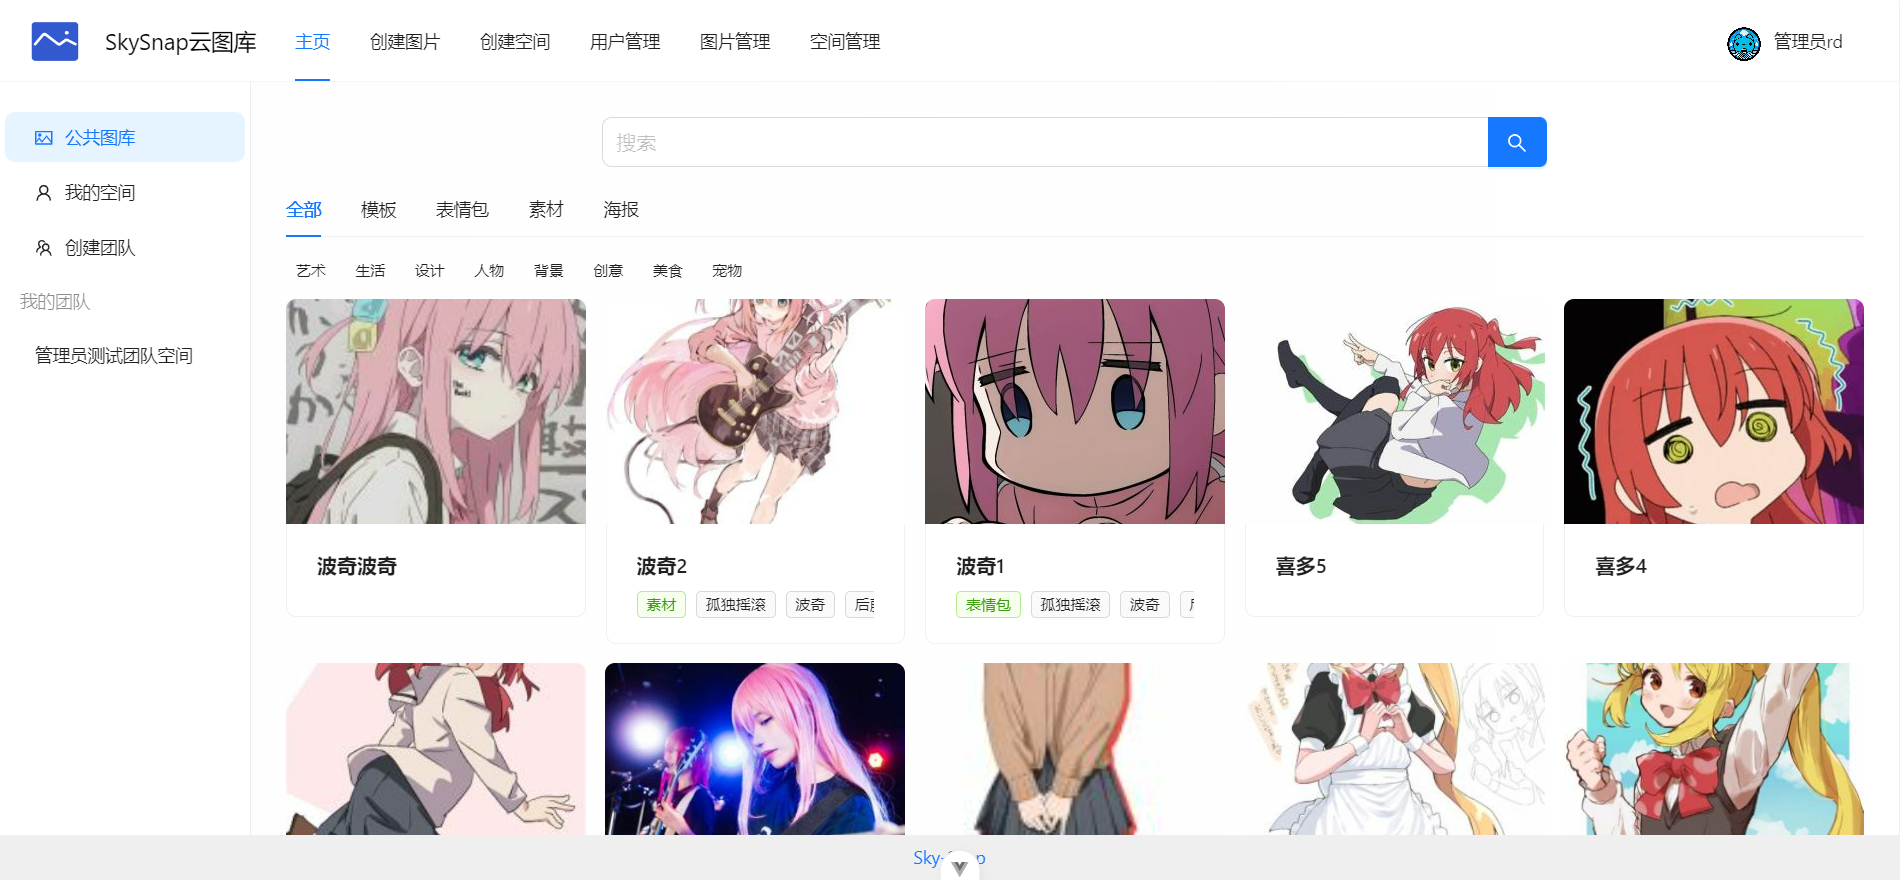 SkySnap云图库
主页 创建图片 创建空间 用户管理 图片管理 空间管理
管理员rd
公共图库
我的空间
创建团队
我的团队
管理员测试团队空间
搜索
全部 模板 表情包 素材 海报
艺术 生活 设计 人物 背景 创意 美食 宠物
波奇波奇
波奇2
素材 孤独摇滚 波奇
波奇1
表情包 孤独摇滚 波奇
喜多5
喜多4